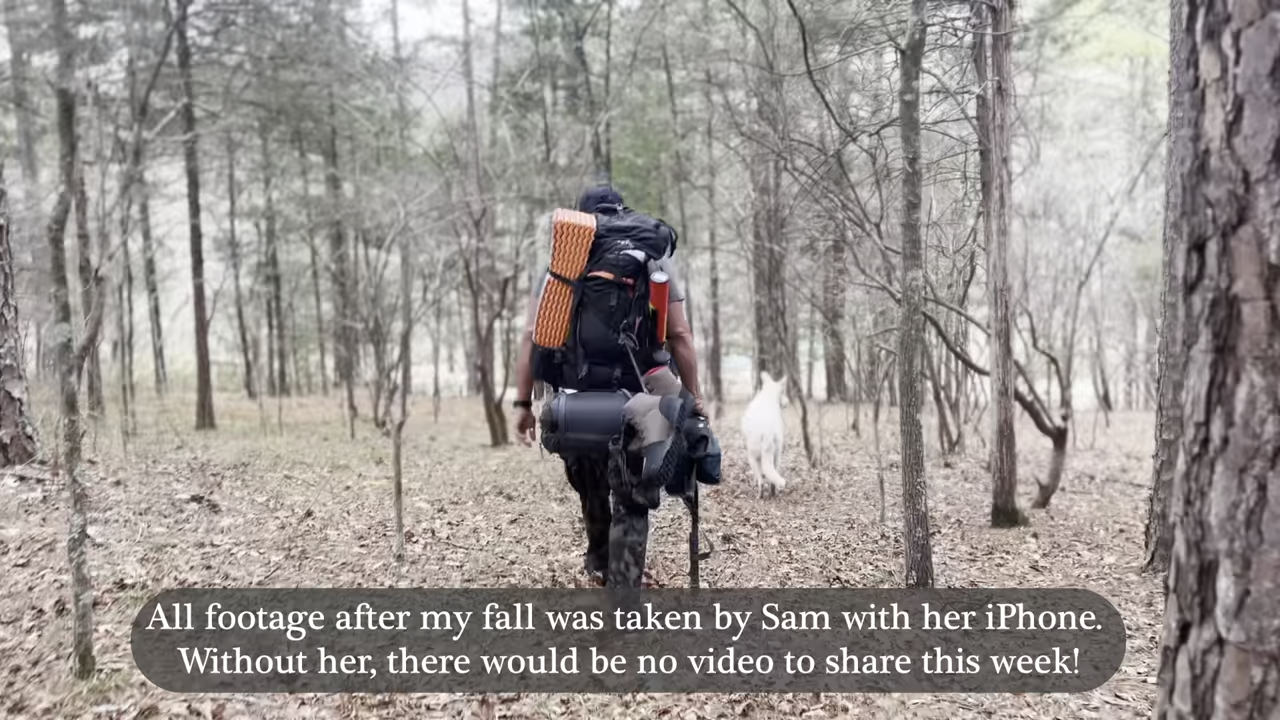 All footage after my fall was taken by Sam with her iPhone.
Without her, there would be no video to share this week!